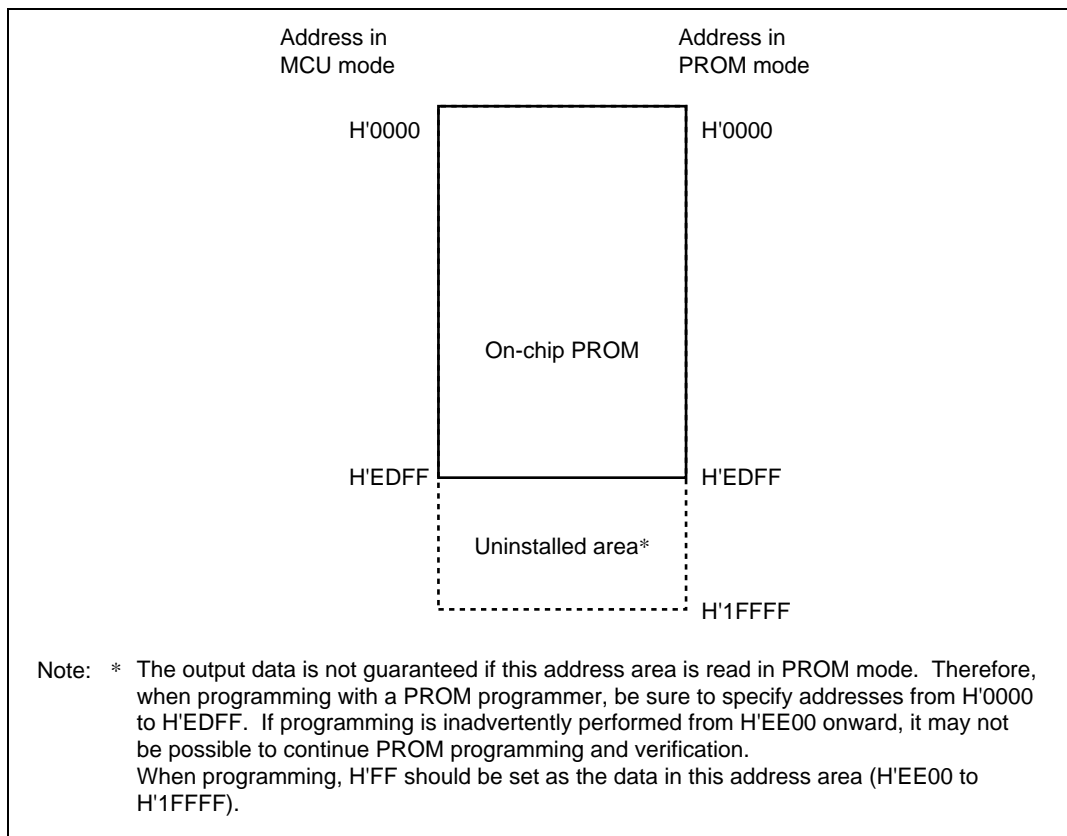 Address in
MCU mode
Address in
PROM mode
H'0000
H'0000
On-chip PROM
H'EDFF
H'EDFF
Uninstalled area*
H'1FFFF
Note: * The output data is not guaranteed if this address area is read in PROM mode. Therefore,
when programming with a PROM programmer, be sure to specify addresses from H'0000
to H'EDFF. If programming is inadvertently performed from H'EE00 onward, it may not
be possible to continue PROM programming and verification.
When programming, H'FF should be set as the data in this address area (H'EE00 to
H'1FFFF).